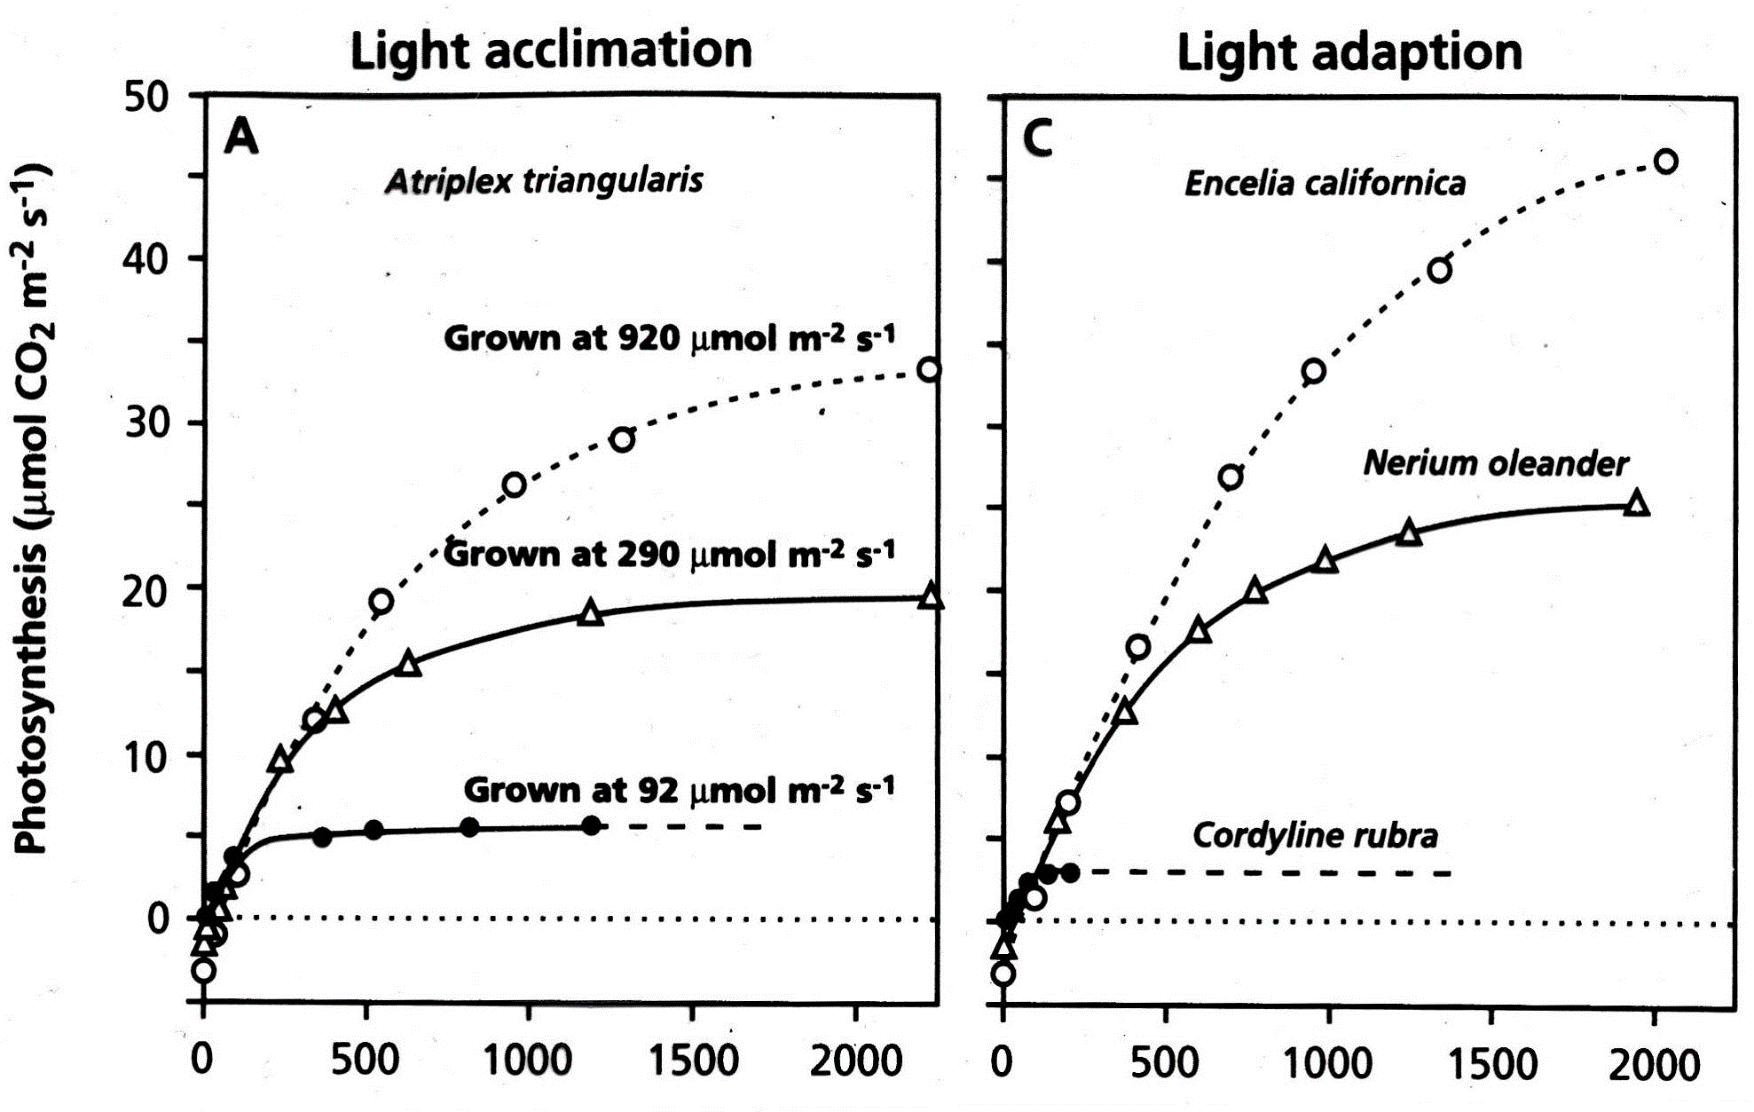 Light acclimation
Light adaption
Photosynthesis (μmol CO2 m-2 s-1)
50
40
30
20
10
0
A
Atriplex triangularis
Grown at 920 μmol m-2 s-1
Grown at 290 μmol m-2 s-1
Grown at 92 μmol m-2 s-1
0 500 1000 1500 2000
C
Encelia californica
Nerium oleander
Cordyline rubra
0 500 1000 1500 2000